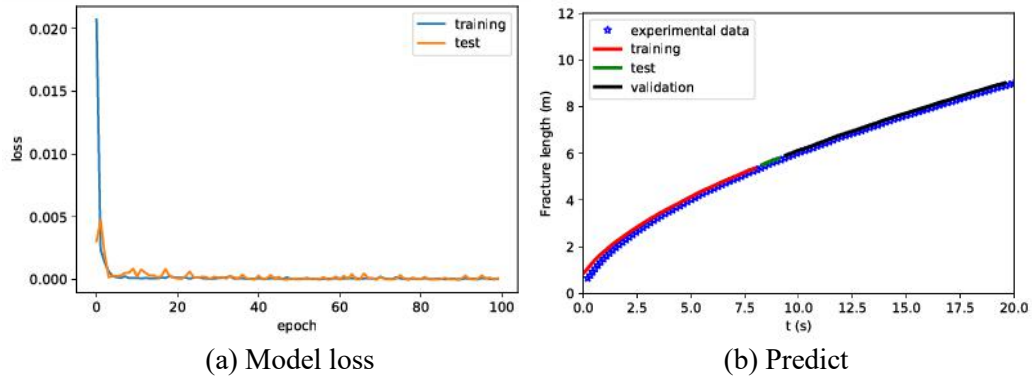 training
test
0.020
0.015
0.010
0.005
0.000
loss
0 20 40 60 80 100
epoch
(a) Model loss
experimental data
training
test
validation
12
10
8
6
4
2
0
Fracture length (m)
0.0 2.5 5.0 7.5 10.0 12.5 15.0 17.5 20.0
t (s)
(b) Predict